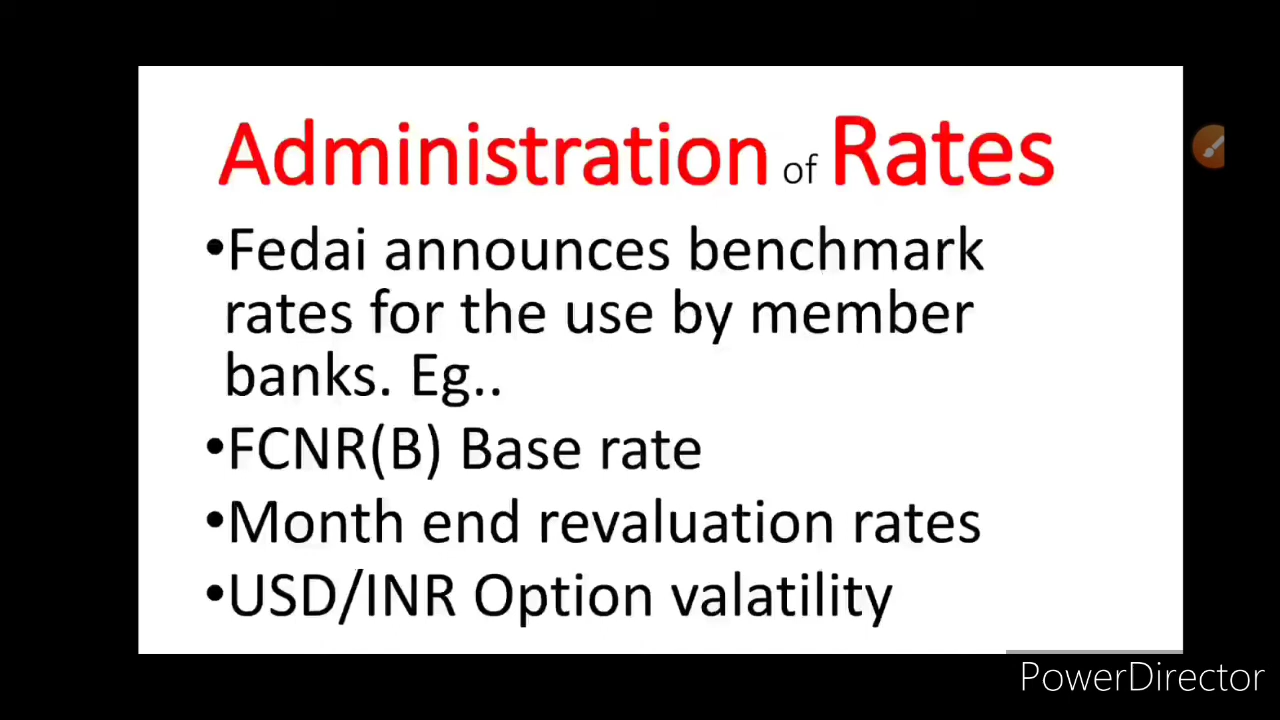 Administration of Rates
•Fedai announces benchmark
rates for the use by member
banks. Eg..
•FCNR(B) Base rate
•Month end revaluation rates
•USD/INR Option valatility
PowerDirector